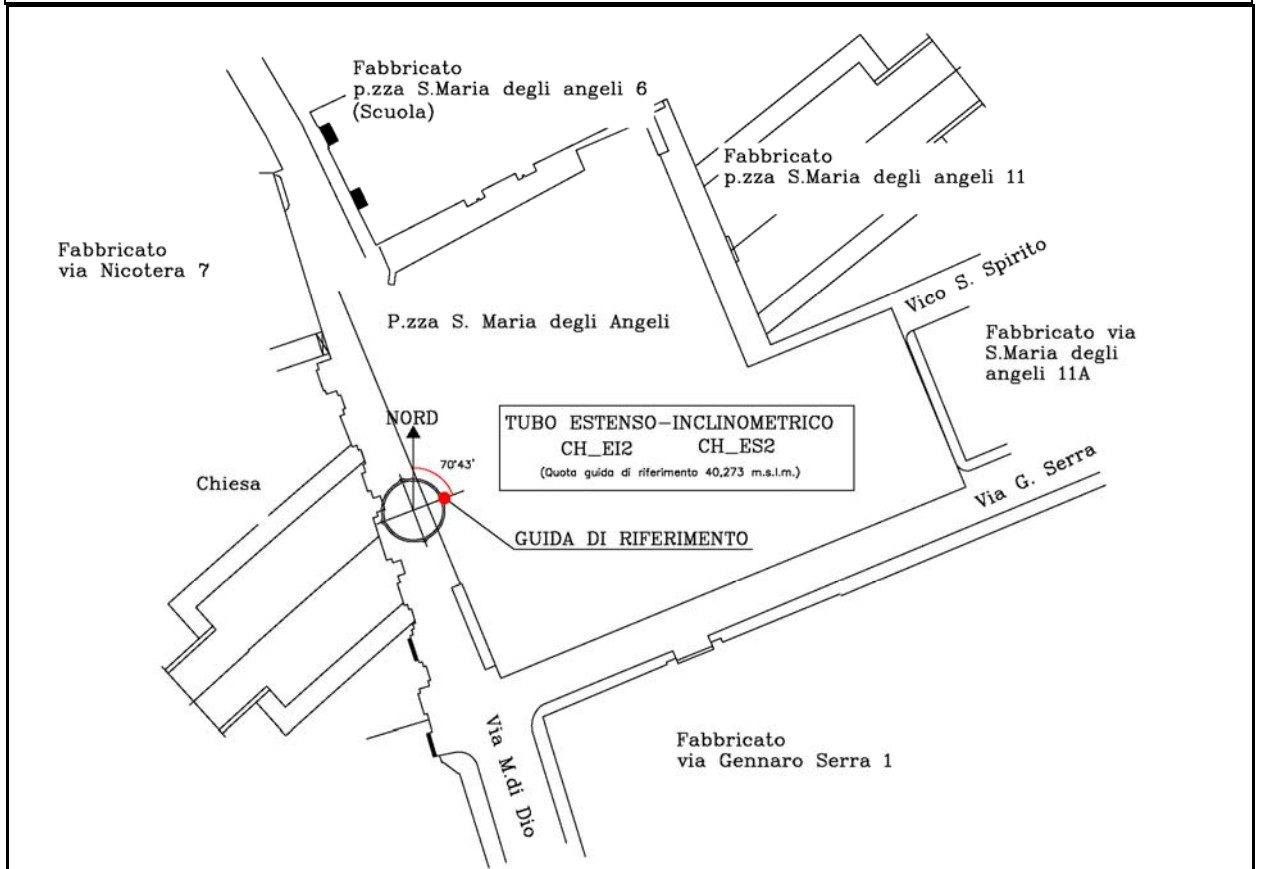 Fabbricato
p.zza S.Maria degli angeli 6
(Scuola)
Fabbricato
p.zza S.Maria degli angeli 11
Fabbricato
via Nicotera 7
Vico S. Spirito
P.zza S. Maria degli Angeli
Fabbricato via
S.Maria degli
angeli 11A
NORD
70°43'
TUBO ESTENSO-INCLINOMETRICO
CH_EI2 CH_ES2
(Quota guida di riferimento 40,273 m.s.l.m.)
Chiesa
Via G. Serra
GUIDA DI RIFERIMENTO
Via M.di Dio
Fabbricato
via Gennaro Serra 1